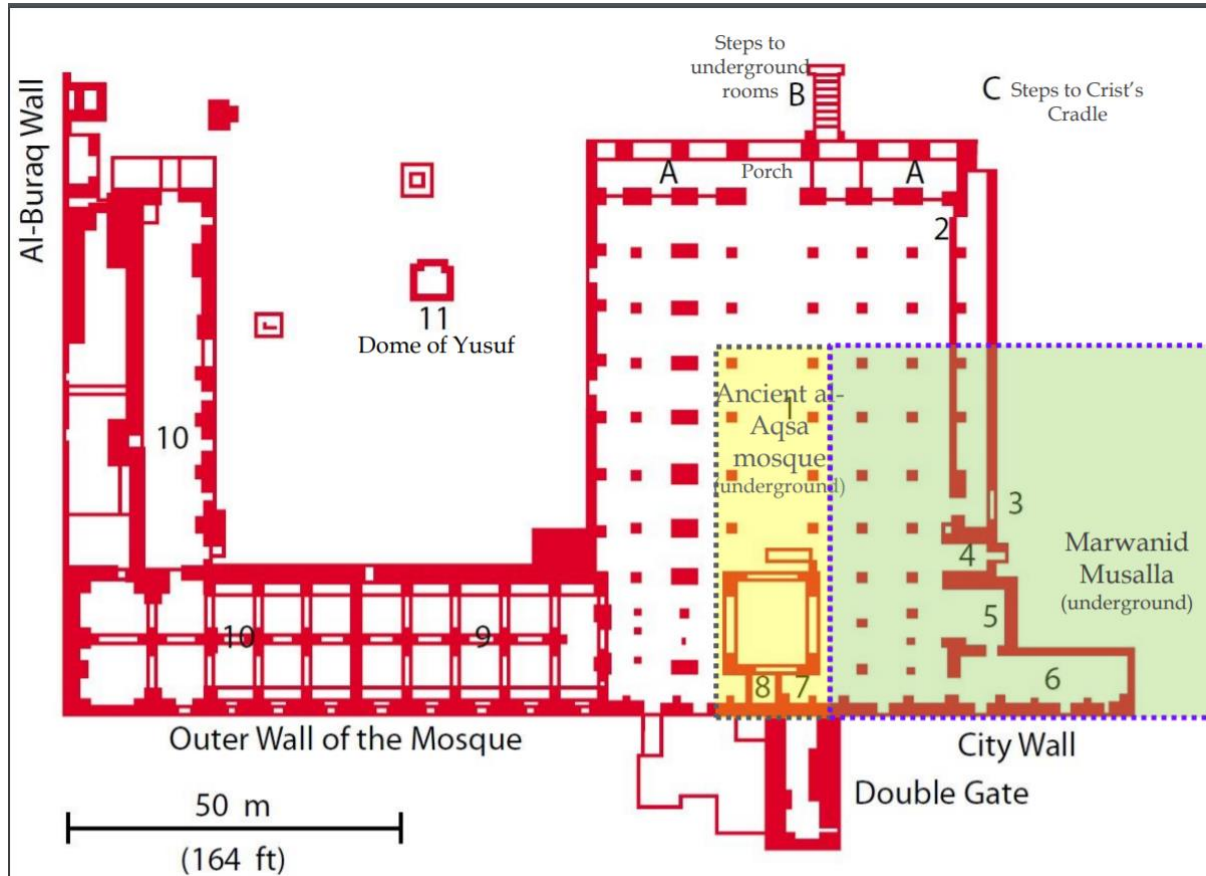 Steps to
underground
rooms
B
C
Steps to Crist's
Cradle
Al-Buraq Wall
A
Porch
A
2
11
Dome of Yusuf
Ancient al-
1
Aqsa
mosque
(underground)
10
3
4
Marwanid
Musalla
(underground)
5
10
9
6
8
7
Outer Wall of the Mosque
City Wall
Double Gate
50 m
(164 ft)